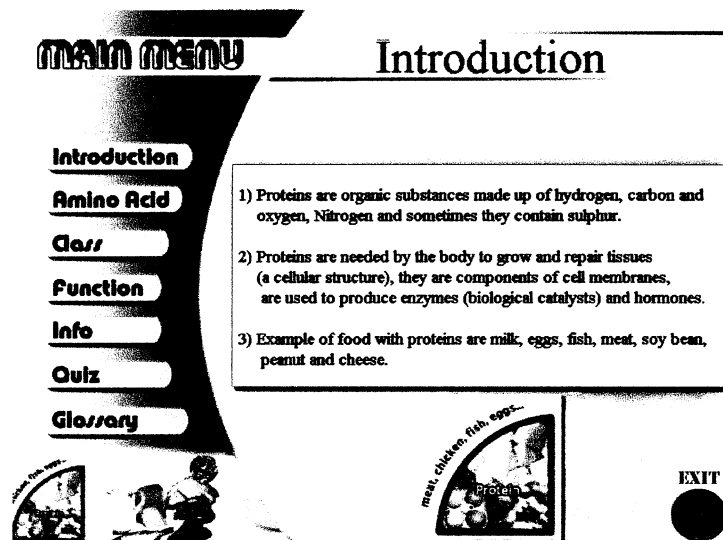 MAIN MENU
Introduction
Introduction
Amino Acid
Class
Function
Info
Quiz
Glossary
1) Proteins are organic substances made up of hydrogen, carbon and
oxygen, Nitrogen and sometimes they contain sulphur.
2) Proteins are needed by the body to grow and repair tissues
(a cellular structure), they are components of cell membranes,
are used to produce enzymes (biological catalysts) and hormones.
3) Example of food with proteins are milk, eggs, fish, meat, soy bean,
peanut and cheese.
meat, chicken, fish, eggs...
Protein
EXIT